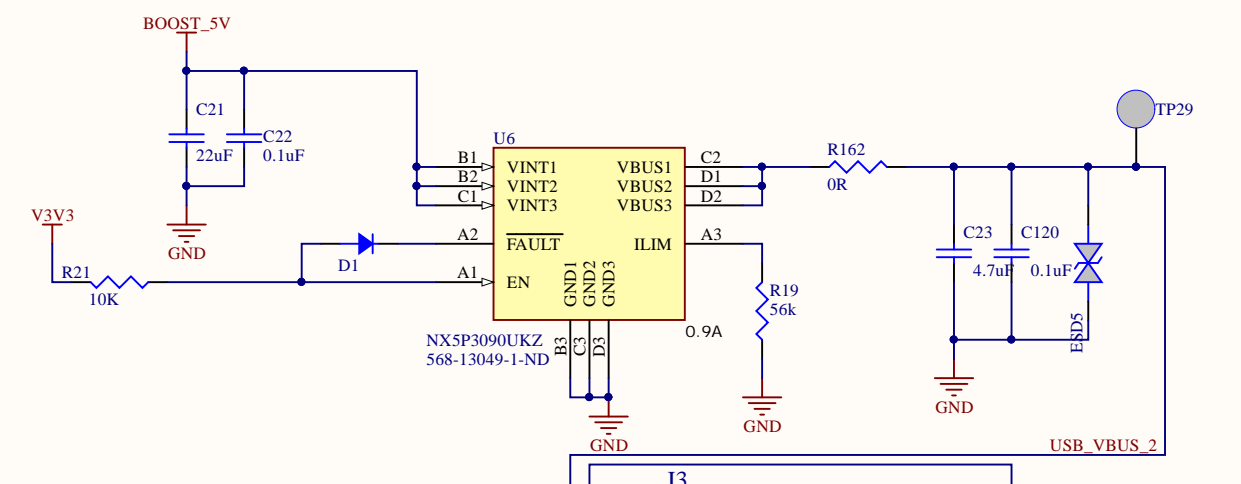 BOOST_5V
C21
22uF
C22
0.1uF
GND
V3V3
R21
10K
D1
U6
B1
B2
C1
A2
A1
VINT1
VINT2
VINT3
FAULT
EN
VBUS1
VBUS2
VBUS3
ILIM
GND1
GND2
GND3
C2
D1
D2
A3
B3
C3
D3
NX5P3090UKZ
568-13049-1-ND
0.9A
GND
R19
56k
GND
R162
0R
TP29
C23
4.7uF
C120
0.1uF
ESD5
GND
USB_VBUS_2
J3